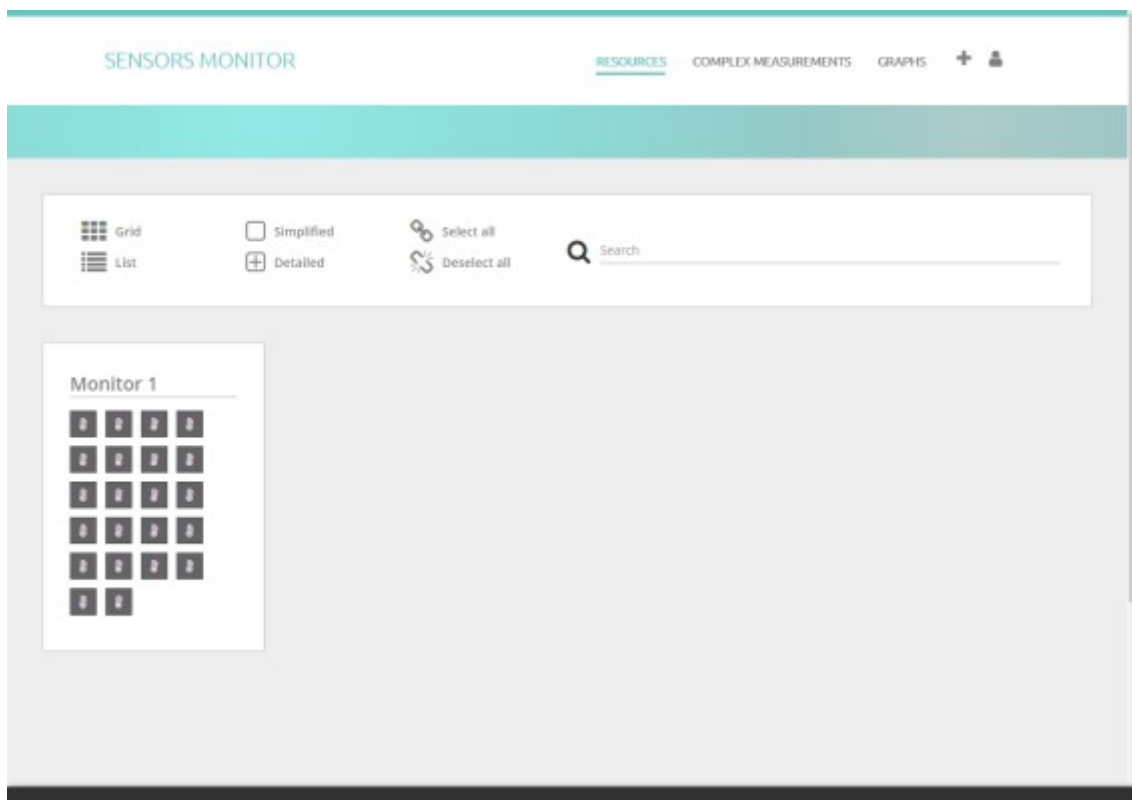 SENSORS MONITOR
RESOURCES COMPLEX MEASUREMENTS GRAPHS
Grid Simplified Select all
Search
List Detailed Deselect all
Monitor 1